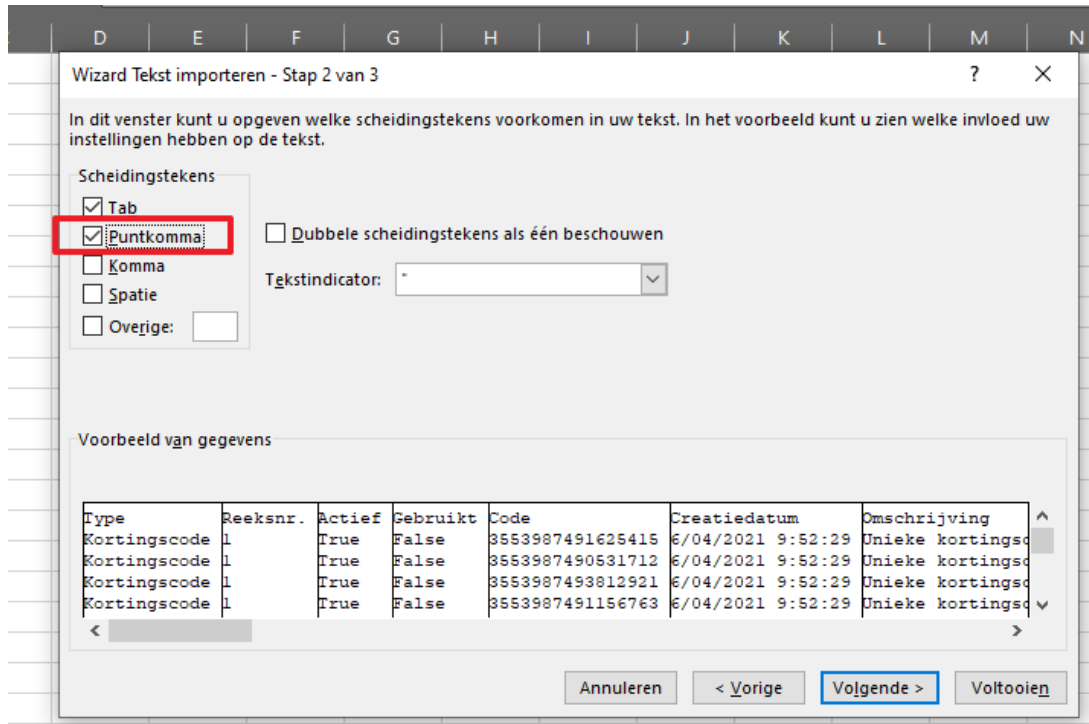 D E F G H I J K L M N
Wizard Tekst importeren - Stap 2 van 3 ?
In dit venster kunt u opgeven welke scheidingstekens voorkomen in uw tekst. In het voorbeeld kunt u zien welke invloed uw
instellingen hebben op de tekst.
Scheidingstekens
Tab
Puntkomma
Komma
Spatie
Overige:
Dubbele scheidingstekens als één beschouwen
Tekstindicator: "
Voorbeeld van gegevens
Type Reeksnr. Actief Gebruikt Code Creatiedatum Omschrijving
Kortingscode 1 True False 3553987491625415 6/04/2021 9:52:29 Unieke kortingsc
Kortingscode 1 True False 3553987490531712 6/04/2021 9:52:29 Unieke kortingsc
Kortingscode 1 True False 3553987493812921 6/04/2021 9:52:29 Unieke kortingsc
Kortingscode 1 True False 3553987491156763 6/04/2021 9:52:29 Unieke kortingsc
Annuleren < Vorige Volgende > Voltooien